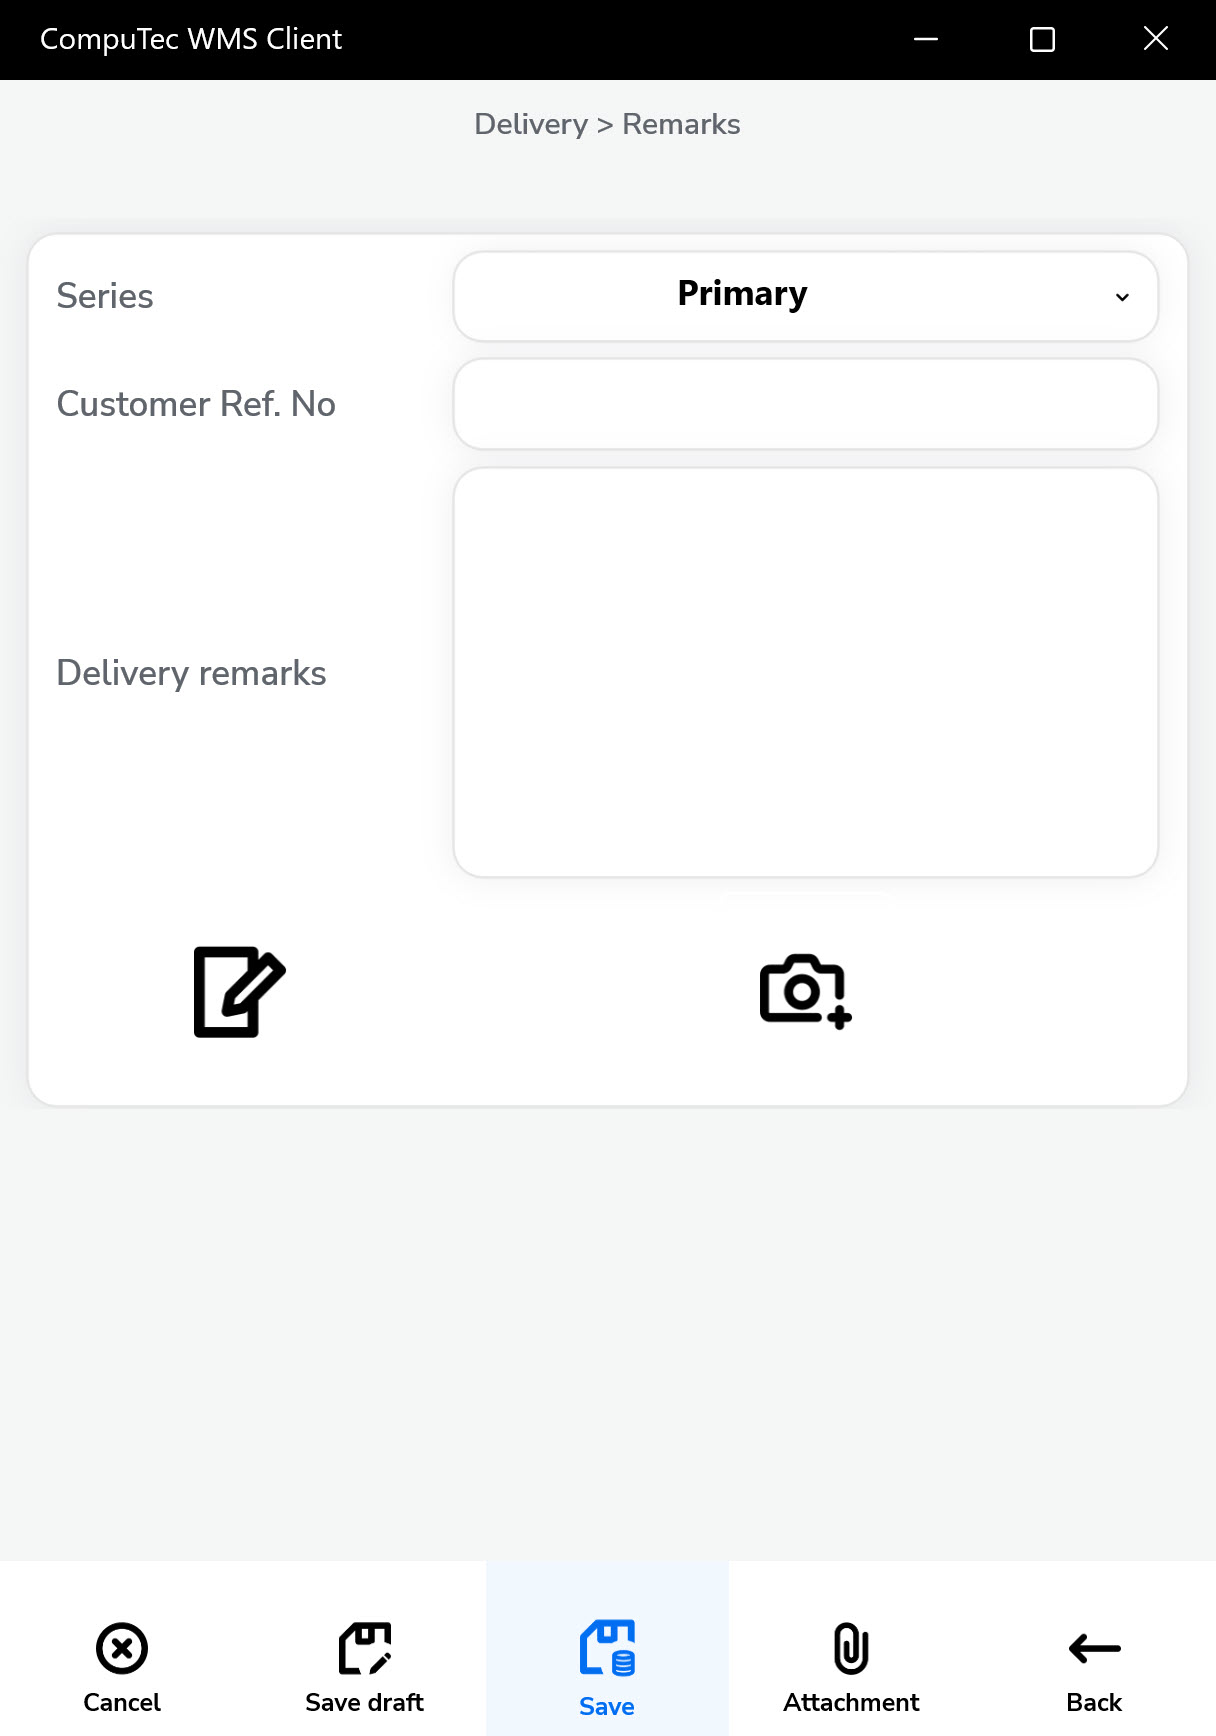 CompuTec WMS Client
Delivery > Remarks
Series
Primary
Customer Ref. No
Delivery remarks
Cancel
Save draft
Save
Attachment
Back